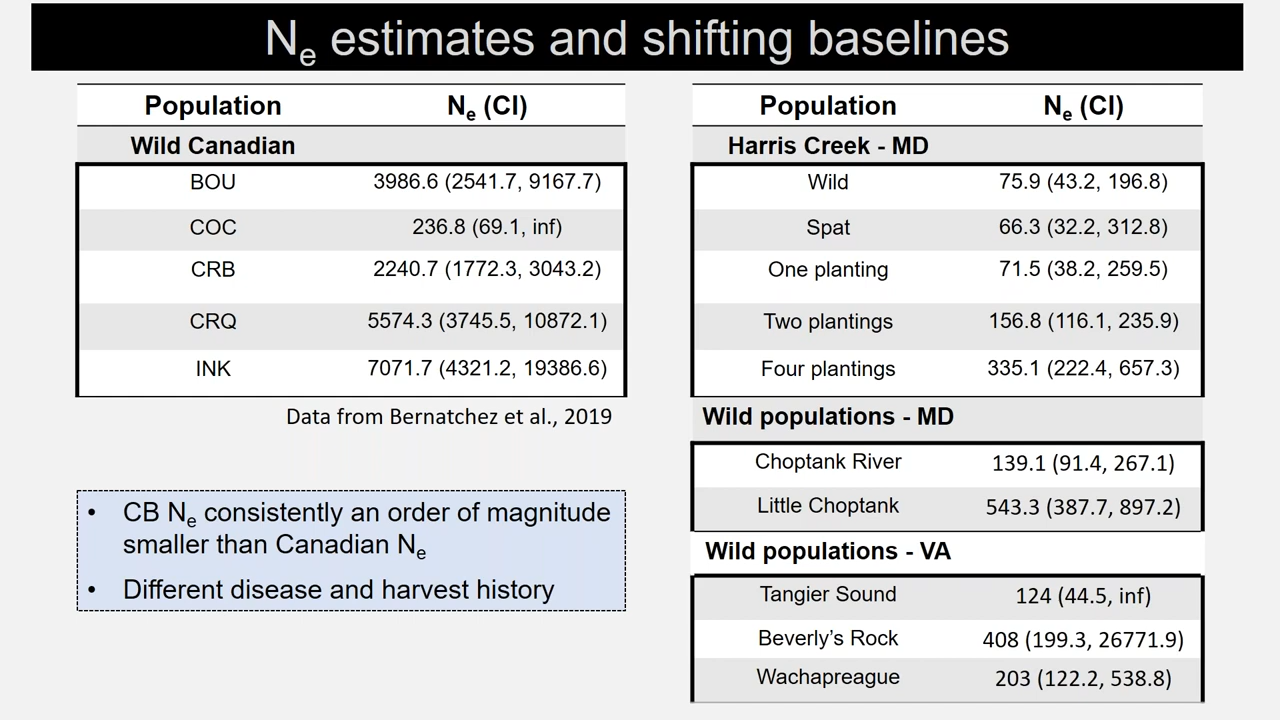 Ne estimates and shifting baselines
Population Ne (CI)
Wild Canadian
BOU 3986.6 (2541.7, 9167.7)
COC 236.8 (69.1, inf)
CRB 2240.7 (1772.3, 3043.2)
CRQ 5574.3 (3745.5, 10872.1)
INK 7071.7 (4321.2, 19386.6)
Data from Bernatchez et al., 2019
• CB Ne consistently an order of magnitude
smaller than Canadian Ne
• Different disease and harvest history
Population Ne (CI)
Harris Creek - MD
Wild 75.9 (43.2, 196.8)
Spat 66.3 (32.2, 312.8)
One planting 71.5 (38.2, 259.5)
Two plantings 156.8 (116.1, 235.9)
Four plantings 335.1 (222.4, 657.3)
Wild populations - MD
Choptank River 139.1 (91.4, 267.1)
Little Choptank 543.3 (387.7, 897.2)
Wild populations - VA
Tangier Sound 124 (44.5, inf)
Beverly’s Rock 408 (199.3, 26771.9)
Wachapreague 203 (122.2, 538.8)